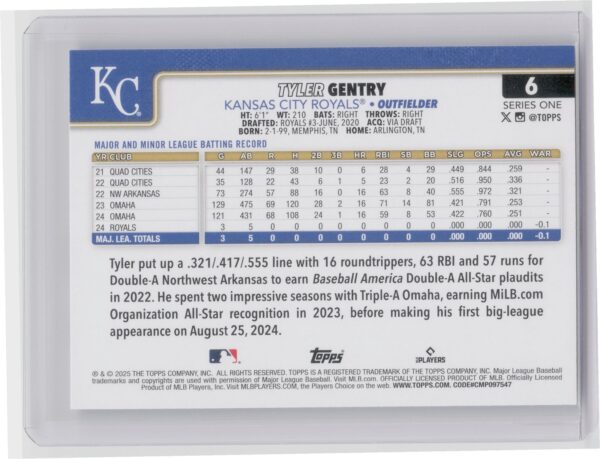 KC
TYLER GENTRY
6
KANSAS CITY ROYALS® • OUTFIELDER
SERIES ONE
HT: 6'1" WT: 210 BATS: RIGHT THROWS: RIGHT
@TOPPS
DRAFTED: ROYALS #3-JUNE, 2020 ACQ: VIA DRAFT
BORN: 2-1-99, MEMPHIS, TN HOME: ARLINGTON, TN
MAJOR AND MINOR LEAGUE BATTING RECORD
YR CLUB G AB R H 2B 3B HR RBI SB BB SLG OPS AVG WAR
21 QUAD CITIES 44 147 29 38 10 0 6 28 4 29 .449 .844 .259 -
22 QUAD CITIES 35 128 22 43 6 1 5 23 2 20 .516 .950 .336 -
22 NW ARKANSAS 73 274 57 88 16 0 16 63 8 40 .555 .972 .321 -
23 OMAHA 129 475 69 120 28 2 16 71 14 81 .421 .791 .253 -
24 OMAHA 121 431 68 108 24 1 16 59 8 53 .422 .760 .251 -
24 ROYALS 3 5 0 0 0 0 0 0 0 0 .000 .000 .000 -0.1
MAJ. LEA. TOTALS 3 5 0 0 0 0 0 0 0 0 .000 .000 .000 -0.1
Tyler put up a .321/.417/.555 line with 16 roundtrippers, 63 RBI and 57 runs for
Double-A Northwest Arkansas to earn Baseball America Double-A All-Star plaudits
in 2022. He spent two impressive seasons with Triple-A Omaha, earning MiLB.com
Organization All-Star recognition in 2023, before making his first big-league
appearance on August 25, 2024.
Topps
PLAYERS
® & © 2025 THE TOPPS COMPANY, INC. ALL RIGHTS RESERVED. TOPPS IS A REGISTERED TRADEMARK OF THE TOPPS COMPANY, INC. Major League Baseball
trademarks and copyrights are used with permission of Major League Baseball. Visit MLB.com. OFFICIALLY LICENSED PRODUCT OF MLB PLAYERS, INC. Officially Licensed
Product of MLB Players, Inc. Visit MLBPLAYERS.com, the Players Choice on the web. WWW.TOPPS.COM. CODE#CMP097547